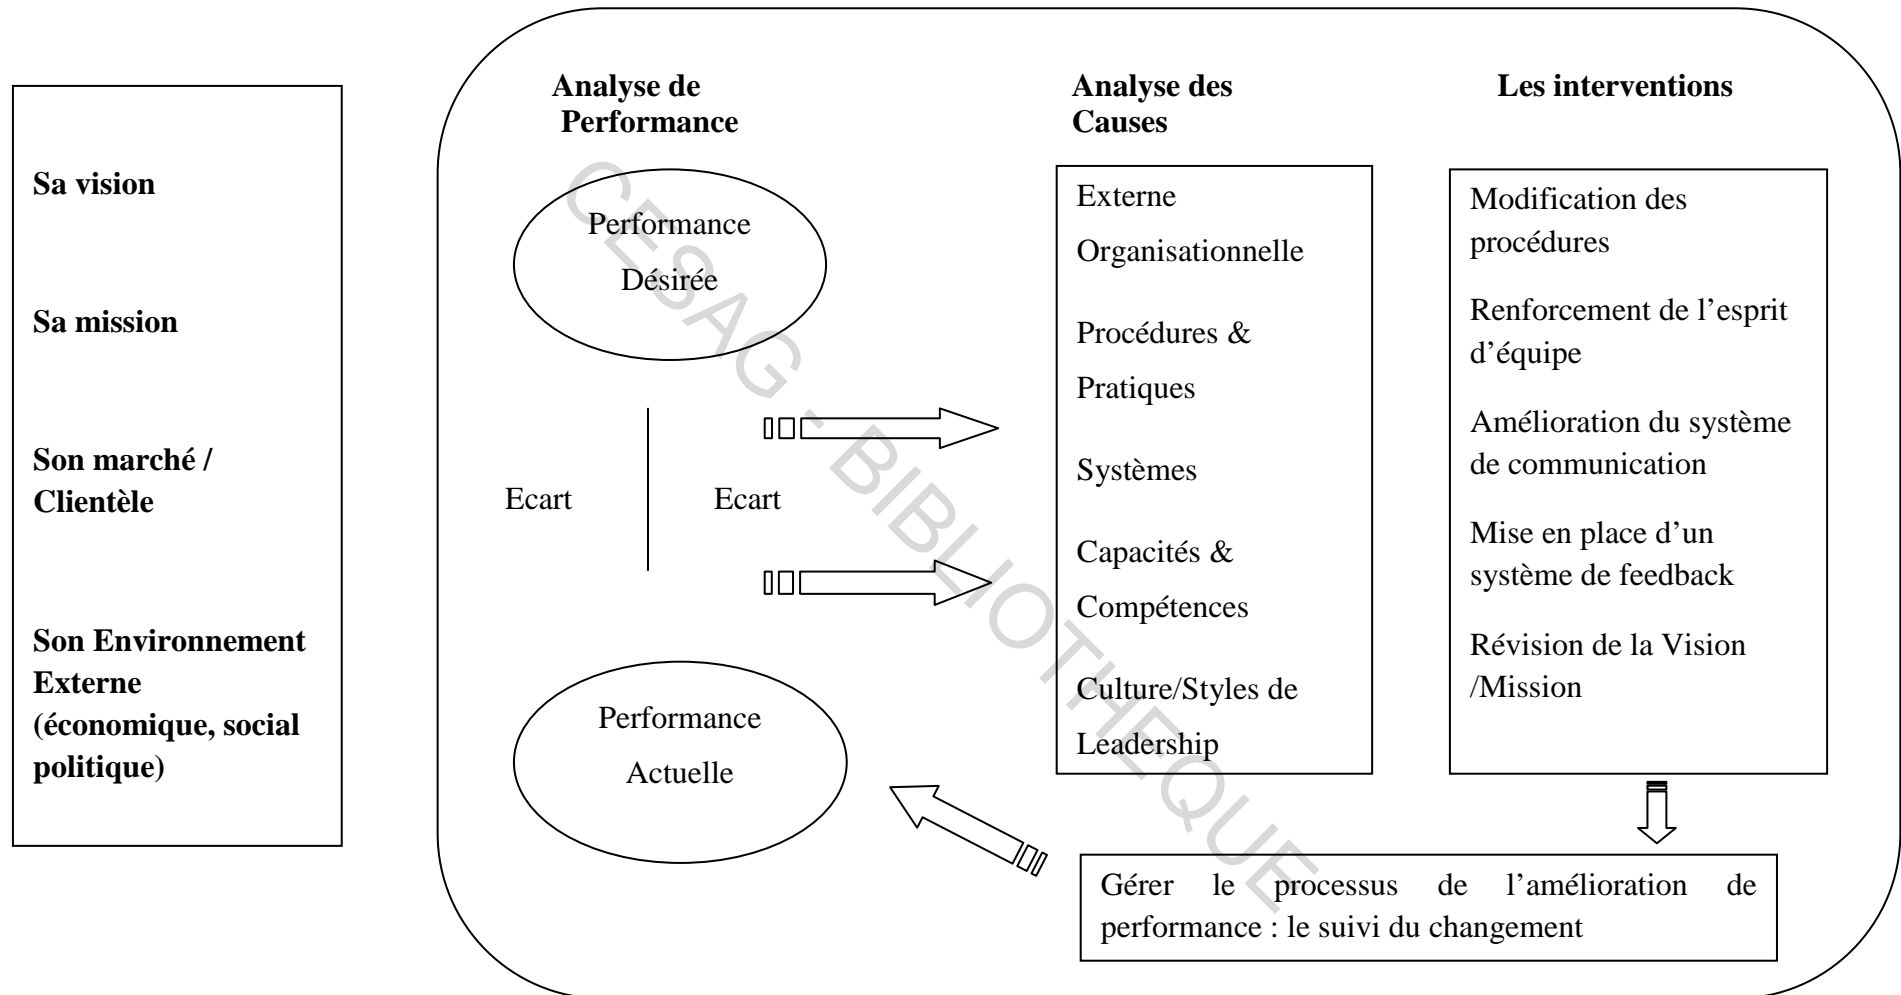 Sa vision
Sa mission
Son marché /
Clientèle
Son Environnement
Externe
(économique, social
politique)
Analyse de
Performance
Performance
Désirée
Ecart
Ecart
Performance
Actuelle
Analyse des
Causes
Externe
Organisationnelle
Procédures &
Pratiques
Systèmes
Capacités &
Compétences
Culture/Styles de
Leadership
Les interventions
Modification des
procédures
Renforcement de l’esprit
d’équipe
Amélioration du système
de communication
Mise en place d’un
système de feedback
Révision de la Vision
/Mission
Gérer le processus de l’amélioration de
performance : le suivi du changement
CESAG - BIBLIOTHEQUE